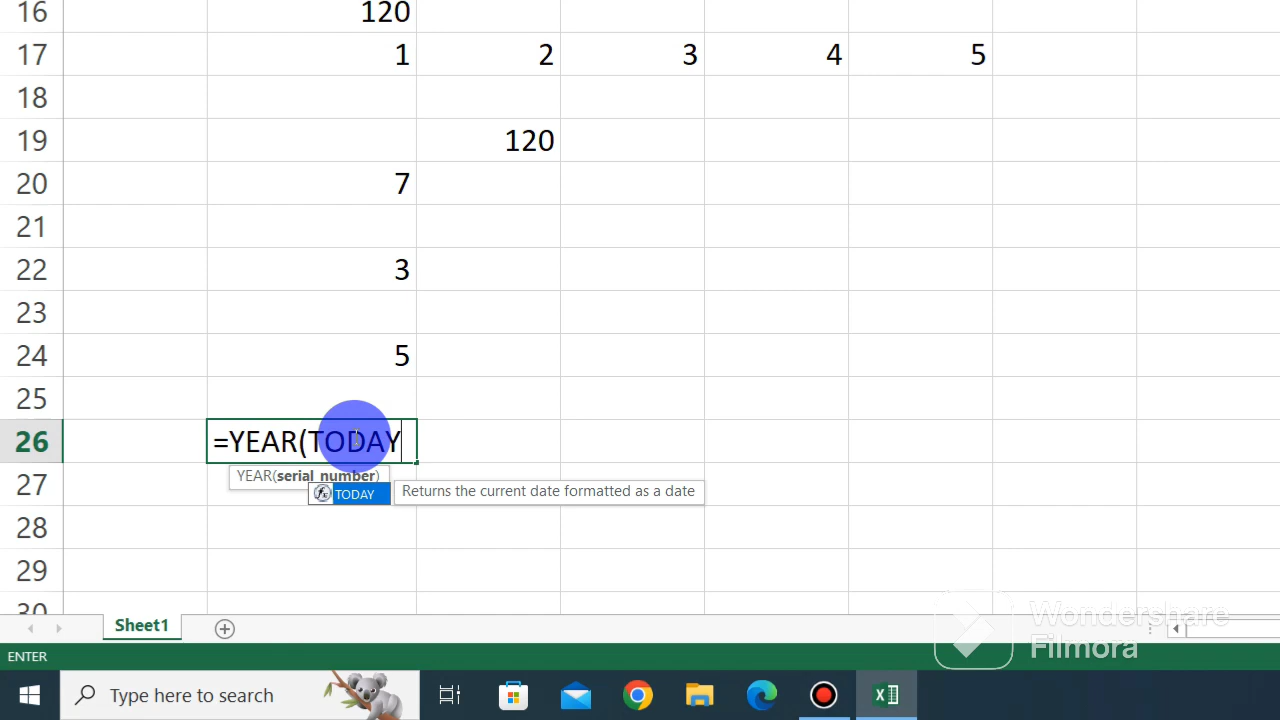 16 120
17 1 2 3 4 5
18
19 120
20 7
21
22 3
23
24 5
25
26 =YEAR(TODAY
27 YEAR(serial_number)
TODAY Returns the current date formatted as a date
28
29
30
Sheet1
Wondershare
Filmora
ENTER
Type here to search